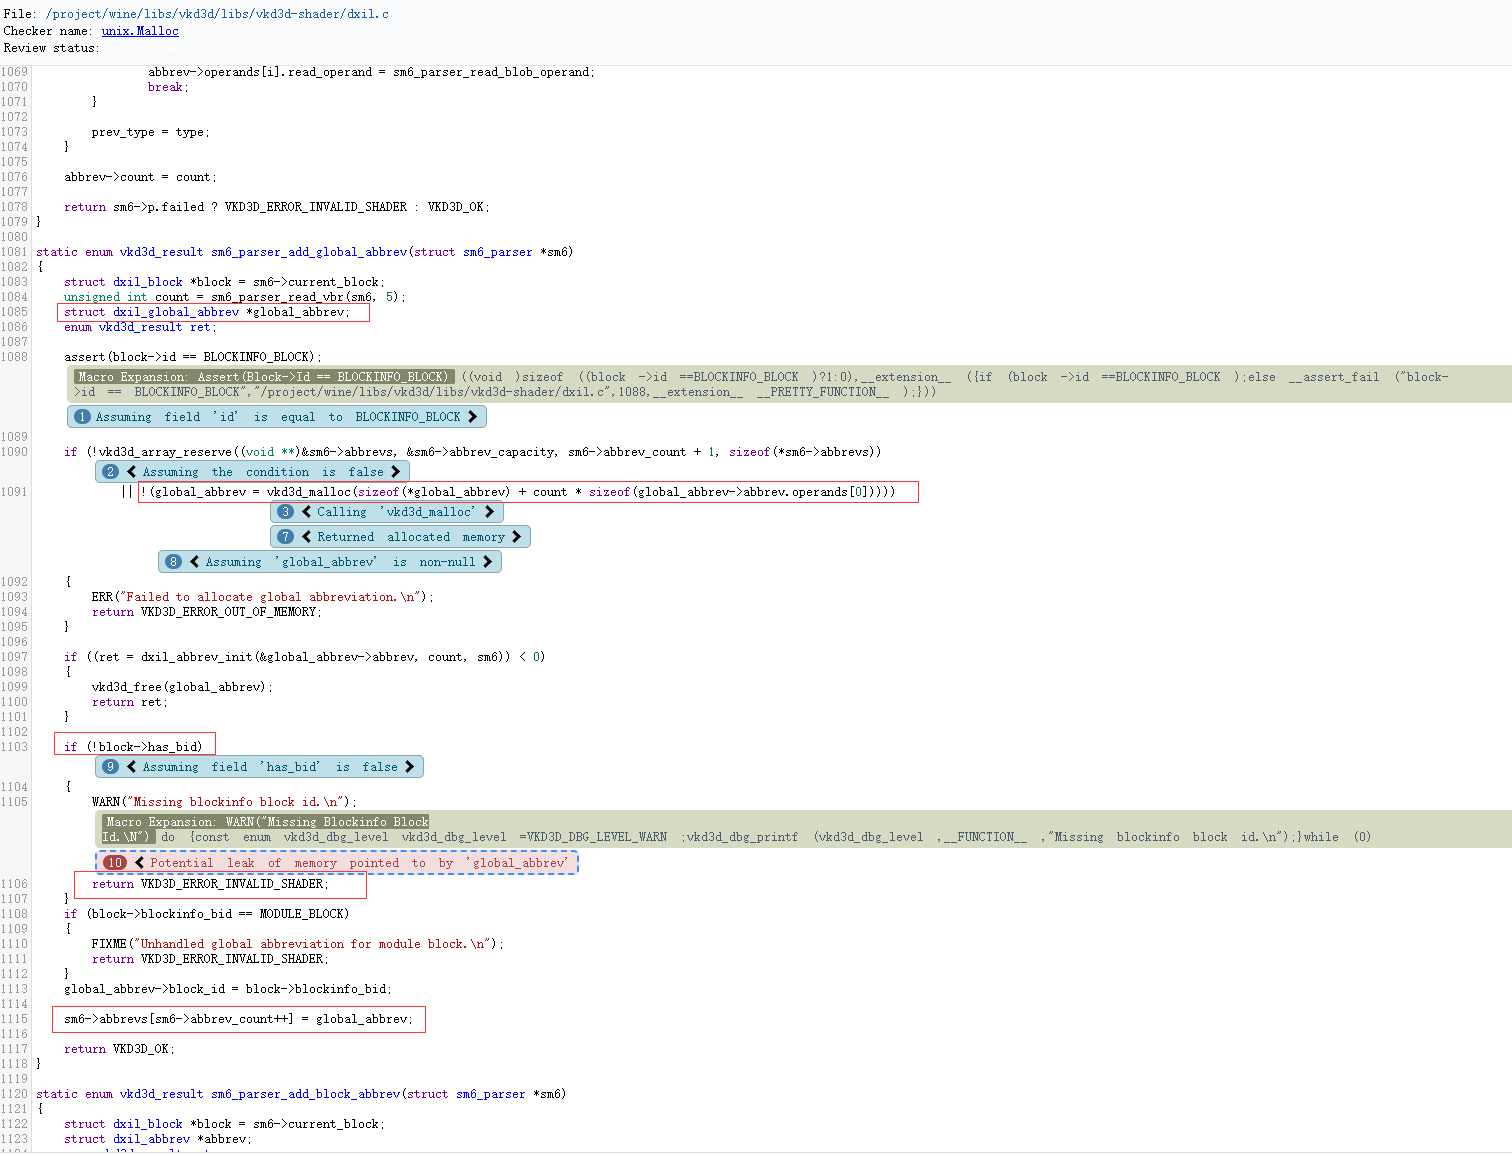 File: /project/wine/libs/vkd3d/libs/vkd3d-shader/dxil.c
Checker name: unix.Malloc
Review status:
1069 abbrev->operands[i].read_operand = sm6_parser_read_blob_operand;
1070 break;
1071 }
1072
1073 prev_type = type;
1074 }
1075
1076 abbrev->count = count;
1077
1078 return sm6->p.failed ? VKD3D_ERROR_INVALID_SHADER : VKD3D_OK;
1079 }
1080
1081 static enum vkd3d_result sm6_parser_add_global_abbrev(struct sm6_parser *sm6)
1082 {
1083 struct dxil_block *block = sm6->current_block;
1084 unsigned int count = sm6_parser_read_vbr(sm6, 5);
1085 struct dxil_global_abbrev *global_abbrev;
1086 enum vkd3d_result ret;
1087
1088 assert(block->id == BLOCKINFO_BLOCK);
Macro Expansion: Assert(Block->Id == BLOCKINFO_BLOCK) ((void )sizeof ((block ->id ==BLOCKINFO_BLOCK )?1:0),__extension__ ({if (block ->id ==BLOCKINFO_BLOCK );else __assert_fail ("block-
>id == BLOCKINFO_BLOCK","/project/wine/libs/vkd3d/libs/vkd3d-shader/dxil.c",1088,__extension__ __PRETTY_FUNCTION__ );}))
1 Assuming field 'id' is equal to BLOCKINFO_BLOCK
1089
1090 if (!vkd3d_array_reserve((void **)&sm6->abbrevs, &sm6->abbrev_capacity, sm6->abbrev_count + 1, sizeof(*sm6->abbrevs))
2 Assuming the condition is false
1091 || !(global_abbrev = vkd3d_malloc(sizeof(*global_abbrev) + count * sizeof(global_abbrev->abbrev.operands[0]))))
3 Calling 'vkd3d_malloc'
7 Returned allocated memory
8 Assuming 'global_abbrev' is non-null
1092 {
1093 ERR("Failed to allocate global abbreviation.\n");
1094 return VKD3D_ERROR_OUT_OF_MEMORY;
1095 }
1096
1097 if ((ret = dxil_abbrev_init(&global_abbrev->abbrev, count, sm6)) < 0)
1098 {
1099 vkd3d_free(global_abbrev);
1100 return ret;
1101 }
1102
1103 if (!block->has_bid)
9 Assuming field 'has_bid' is false
1104 {
1105 WARN("Missing blockinfo block id.\n");
Macro Expansion: WARN("Missing Blockinfo Block
Id.\N") do {const enum vkd3d_dbg_level vkd3d_dbg_level =VKD3D_DBG_LEVEL_WARN ;vkd3d_dbg_printf (vkd3d_dbg_level ,__FUNCTION__ ,"Missing blockinfo block id.\n");}while (0)
10 Potential leak of memory pointed to by 'global_abbrev'
1106 return VKD3D_ERROR_INVALID_SHADER;
1107 }
1108 if (block->blockinfo_bid == MODULE_BLOCK)
1109 {
1110 FIXME("Unhandled global abbreviation for module block.\n");
1111 return VKD3D_ERROR_INVALID_SHADER;
1112 }
1113 global_abbrev->block_id = block->blockinfo_bid;
1114
1115 sm6->abbrevs[sm6->abbrev_count++] = global_abbrev;
1116
1117 return VKD3D_OK;
1118 }
1119
1120 static enum vkd3d_result sm6_parser_add_block_abbrev(struct sm6_parser *sm6)
1121 {
1122 struct dxil_block *block = sm6->current_block;
1123 struct dxil_abbrev *abbrev;